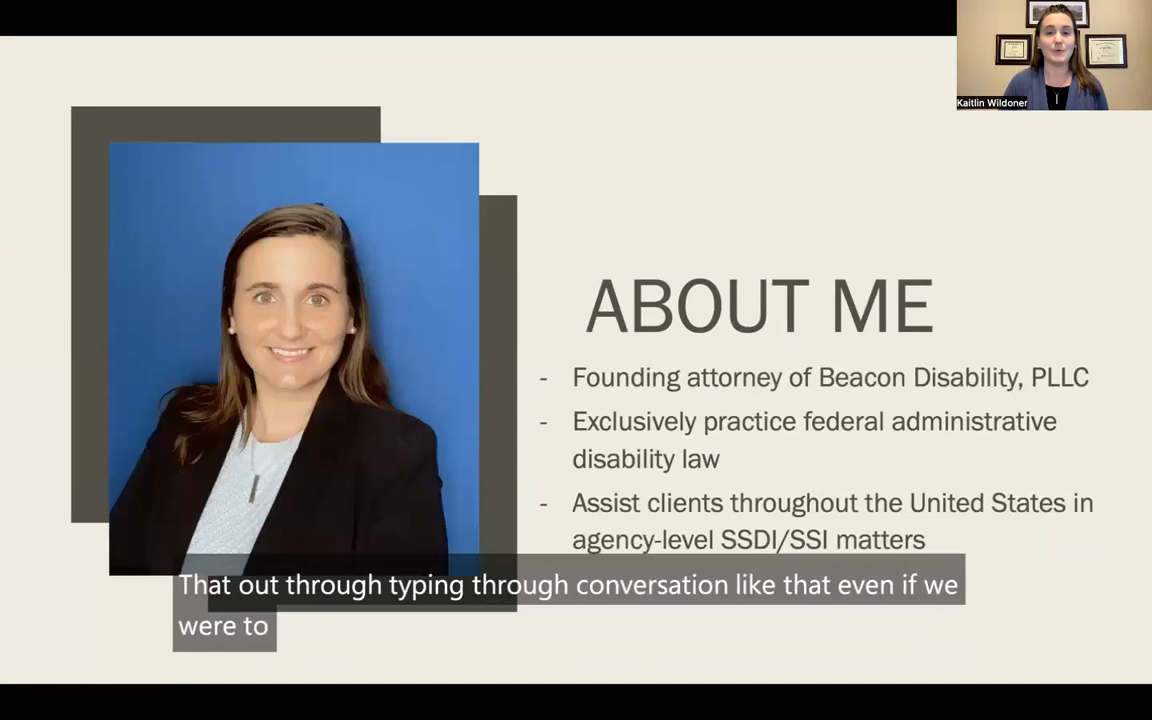 Kaitlin Wildoner
ABOUT ME
- Founding attorney of Beacon Disability, PLLC
- Exclusively practice federal administrative
disability law
- Assist clients throughout the United States in
agency-level SSDI/SSI matters
That out through typing through conversation like that even if we
were to